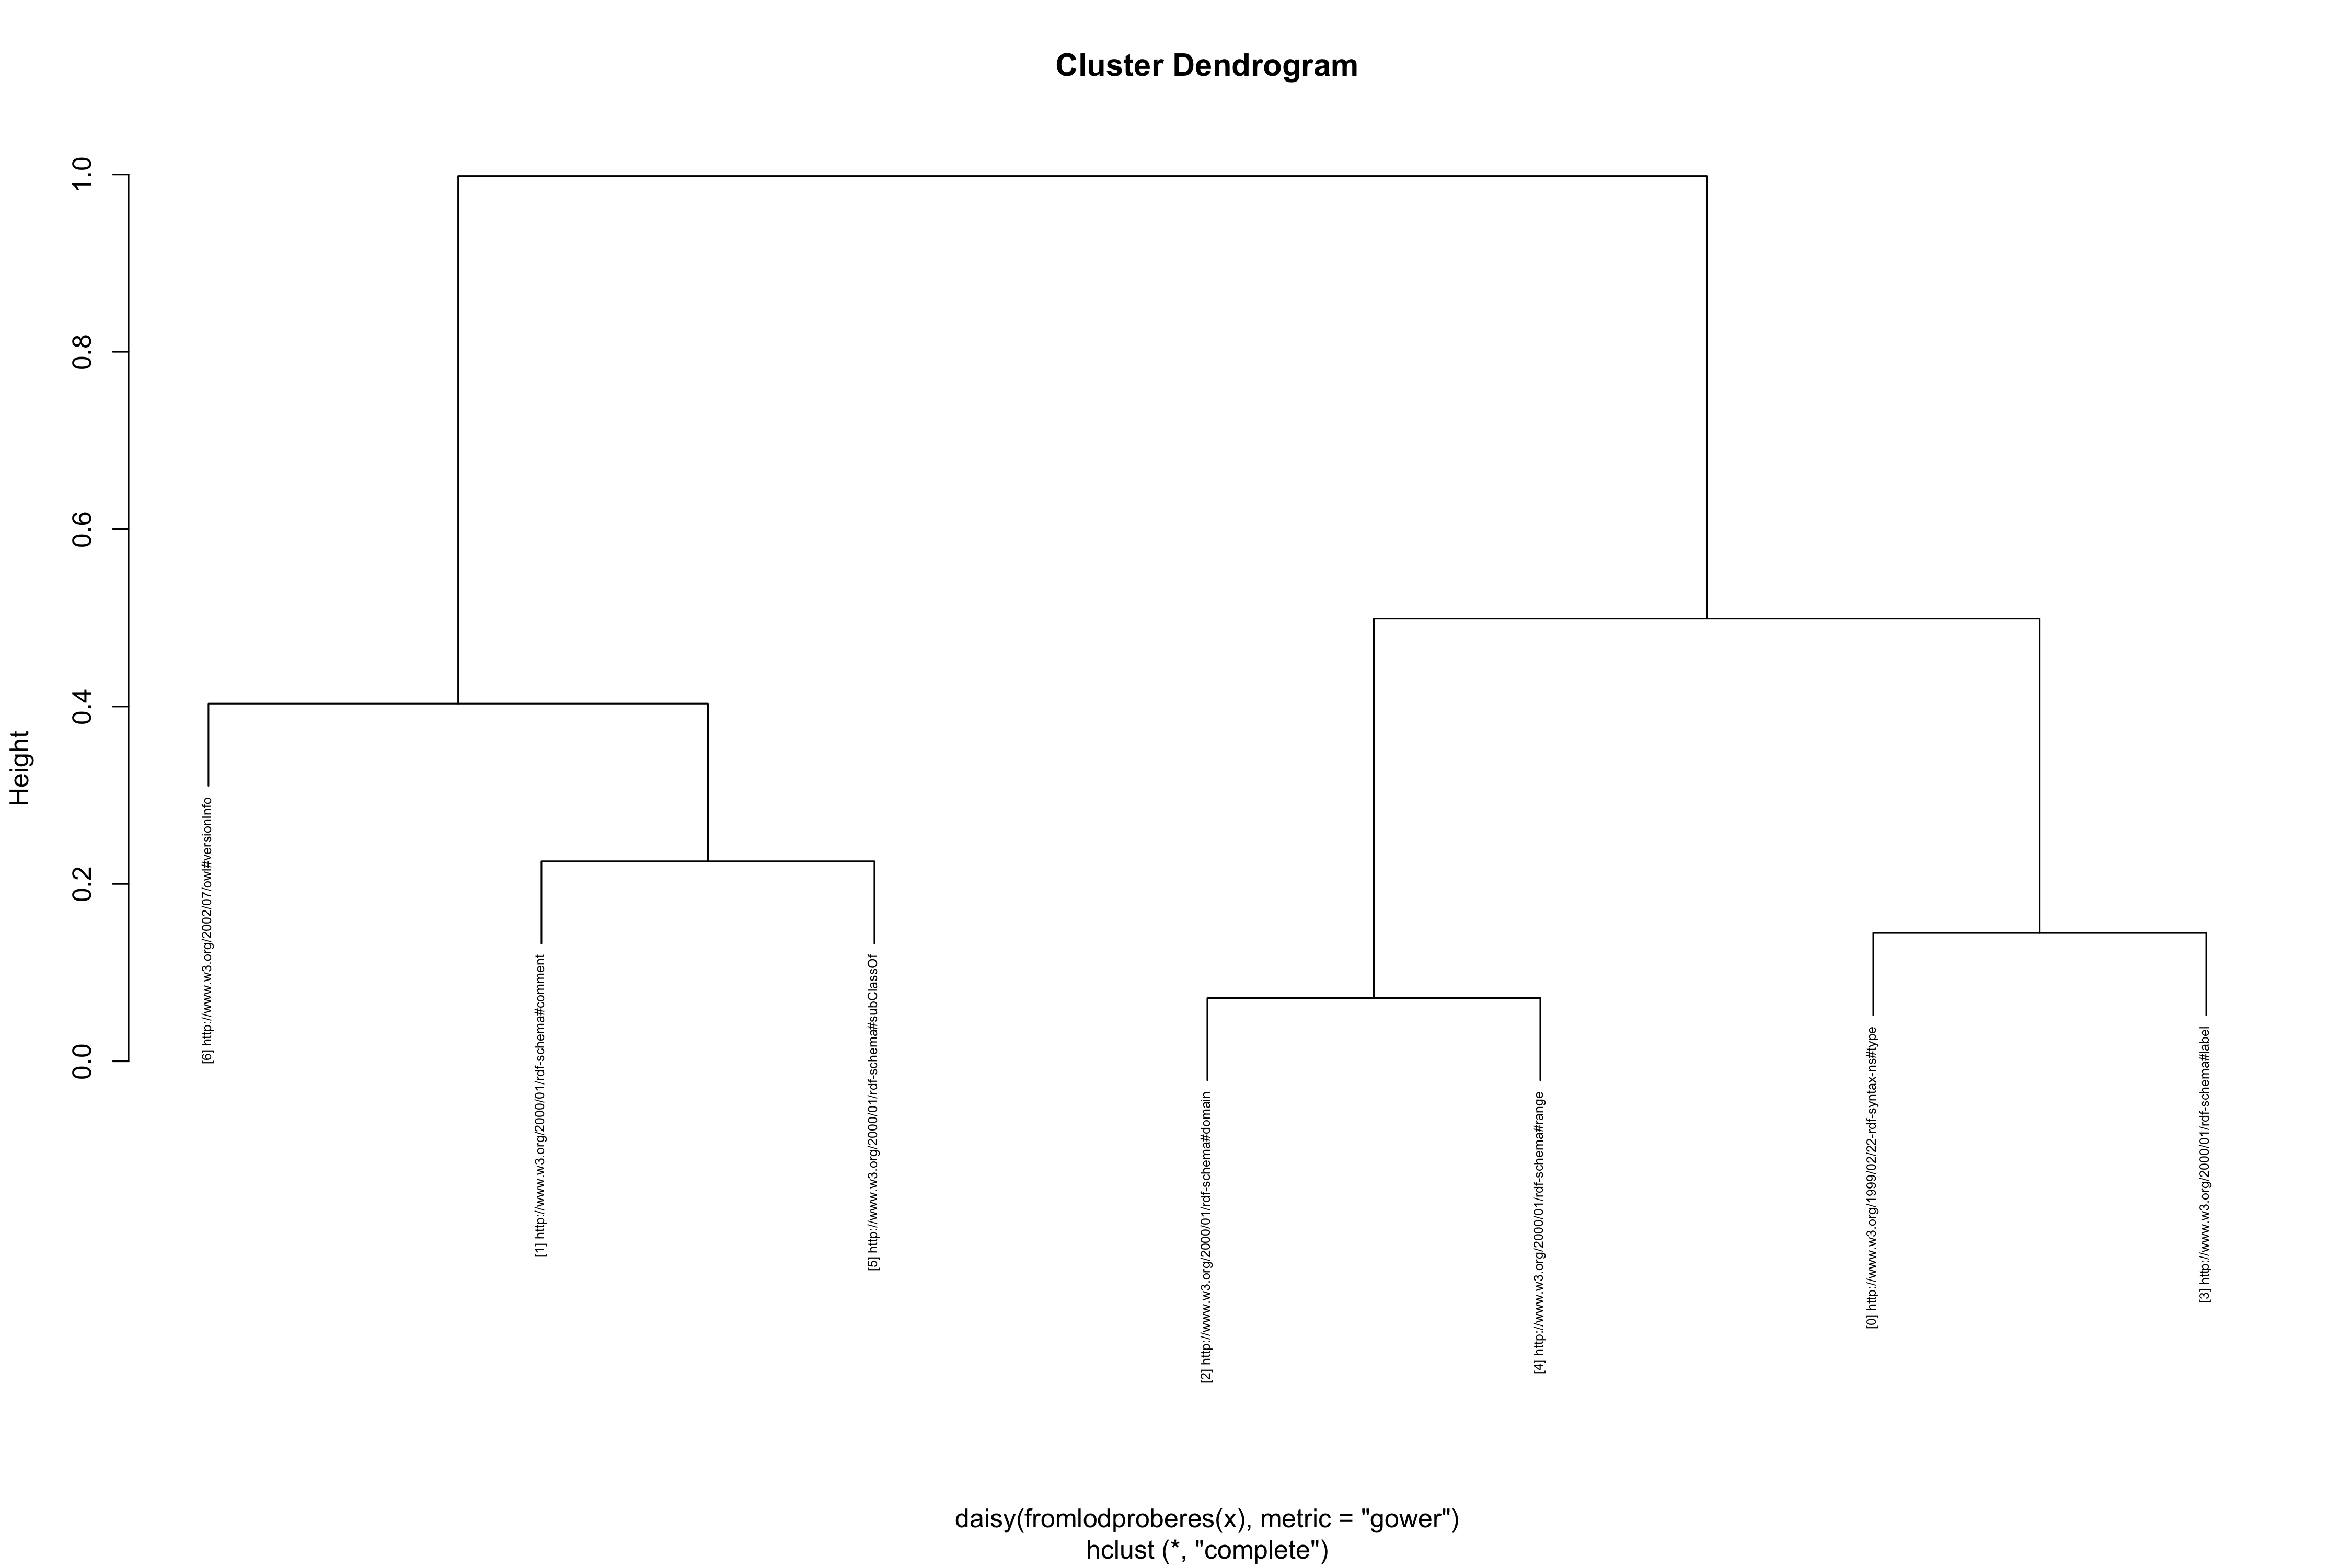 Cluster Dendrogram
Height
1.0
0.8
0.6
0.4
0.2
0.0
[6] http://www.w3.org/2002/07/owl#versionInfo
[1] http://www.w3.org/2000/01/rdf-schema#comment
[5] http://www.w3.org/2000/01/rdf-schema#subClassOf
[2] http://www.w3.org/2000/01/rdf-schema#domain
[4] http://www.w3.org/2000/01/rdf-schema#range
[0] http://www.w3.org/1999/02/22-rdf-syntax-ns#type
[3] http://www.w3.org/2000/01/rdf-schema#label
daisy(fromlodproberes(x), metric = "gower")
hclust (*, "complete")